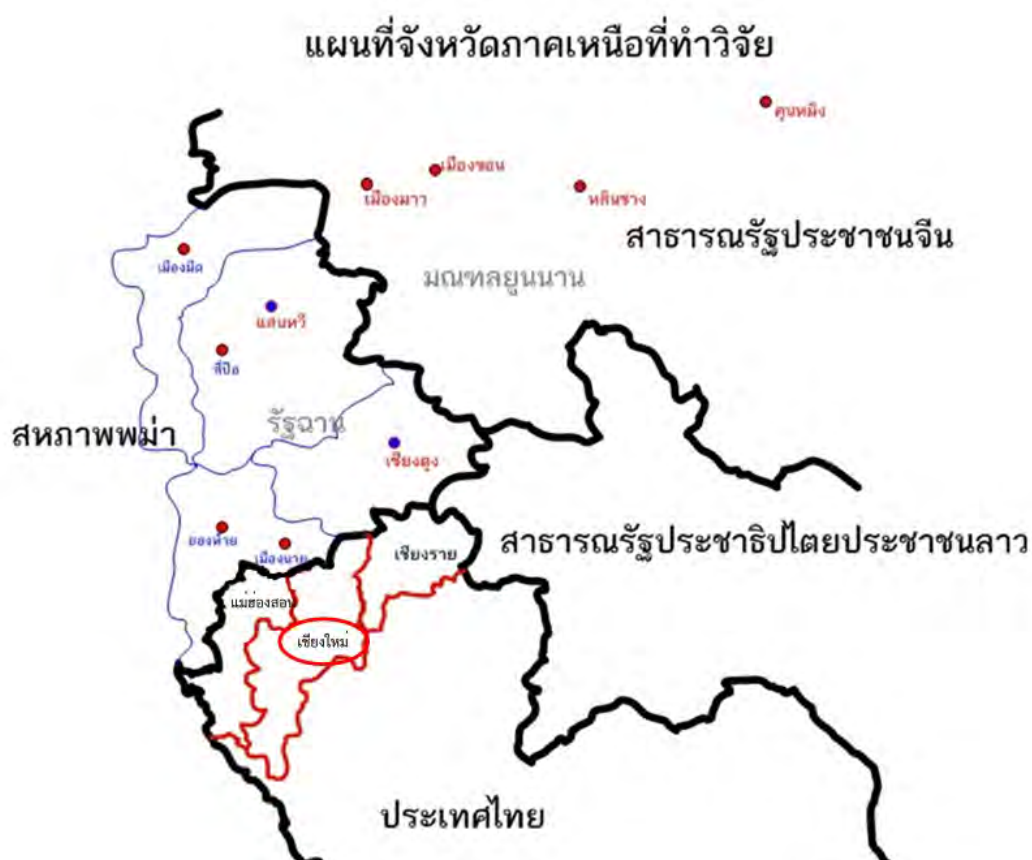 แผนที่จังหวัดภาคเหนือที่ทำวิจัย
คุนหมิง
เมืองขอน
เมืองมาว
หลินชาง
สาธารณรัฐประชาชนจีน
เมืองมีด
มณฑลยูนนาน
แสนหวี
สี่ป้อ
รัฐฉาน
สหภาพพม่า
เชียงตุง
ยองห้วย
เมืองนาย
เชียงราย
สาธารณรัฐประชาธิปไตยประชาชนลาว
แม่ฮ่องสอน
เชียงใหม่
ประเทศไทย